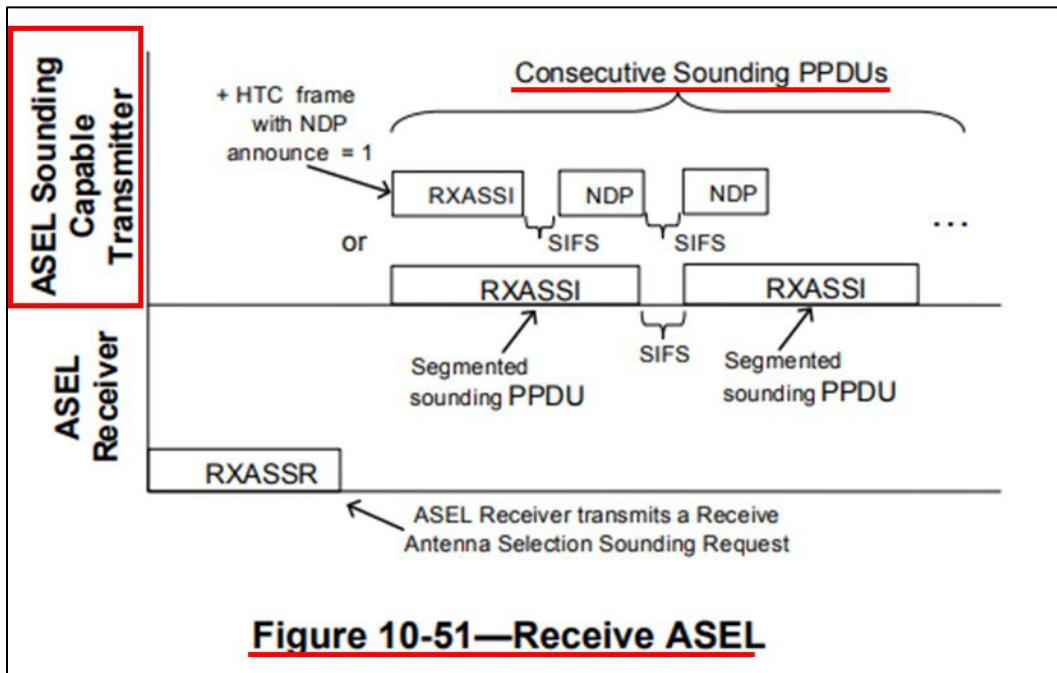 ASEL Sounding
Capable
Transmitter
Consecutive Sounding PPDUs
+ HTC frame
with NDP
announce = 1
RXASSI
NDP
NDP
SIFS
SIFS
...
or
RXASSI
RXASSI
SIFS
Segmented
sounding PPDU
Segmented
sounding PPDU
ASEL
Receiver
RXASSR
ASEL Receiver transmits a Receive
Antenna Selection Sounding Request
Figure 10-51—Receive ASEL